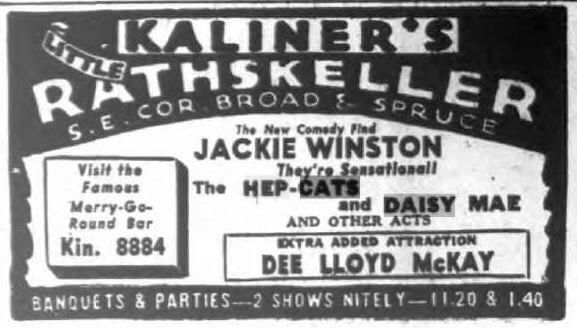 KALINER'S
LITTLE
RATHSKELLER
S. E. COR. BROAD & SPRUCE
The New Comedy Find
JACKIE WINSTON
They're Sensational!
The HEP-CATS
and DAISY MAE
AND OTHER ACTS
EXTRA ADDED ATTRACTION
DEE LLOYD McKAY
Visit the
Famous
Merry-Go-
Round Bar
Kin. 8884
BANQUETS & PARTIES—2 SHOWS NITELY—11.20 & 1.40